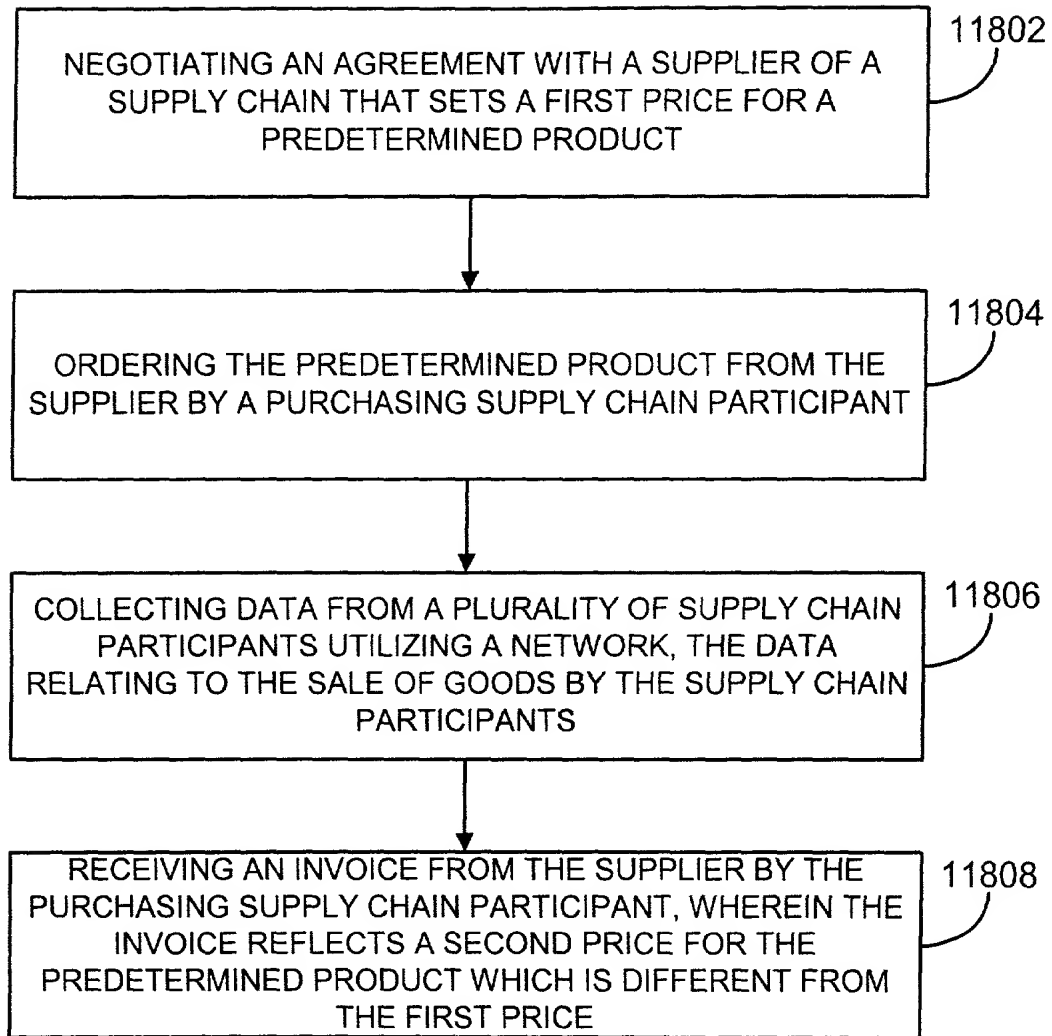 11802
NEGOTIATING AN AGREEMENT WITH A SUPPLIER OF A
SUPPLY CHAIN THAT SETS A FIRST PRICE FOR A
PREDETERMINED PRODUCT
11804
ORDERING THE PREDETERMINED PRODUCT FROM THE
SUPPLIER BY A PURCHASING SUPPLY CHAIN PARTICIPANT
11806
COLLECTING DATA FROM A PLURALITY OF SUPPLY CHAIN
PARTICIPANTS UTILIZING A NETWORK, THE DATA
RELATING TO THE SALE OF GOODS BY THE SUPPLY CHAIN
PARTICIPANTS
11808
RECEIVING AN INVOICE FROM THE SUPPLIER BY THE
PURCHASING SUPPLY CHAIN PARTICIPANT, WHEREIN THE
INVOICE REFLECTS A SECOND PRICE FOR THE
PREDETERMINED PRODUCT WHICH IS DIFFERENT FROM
THE FIRST PRICE